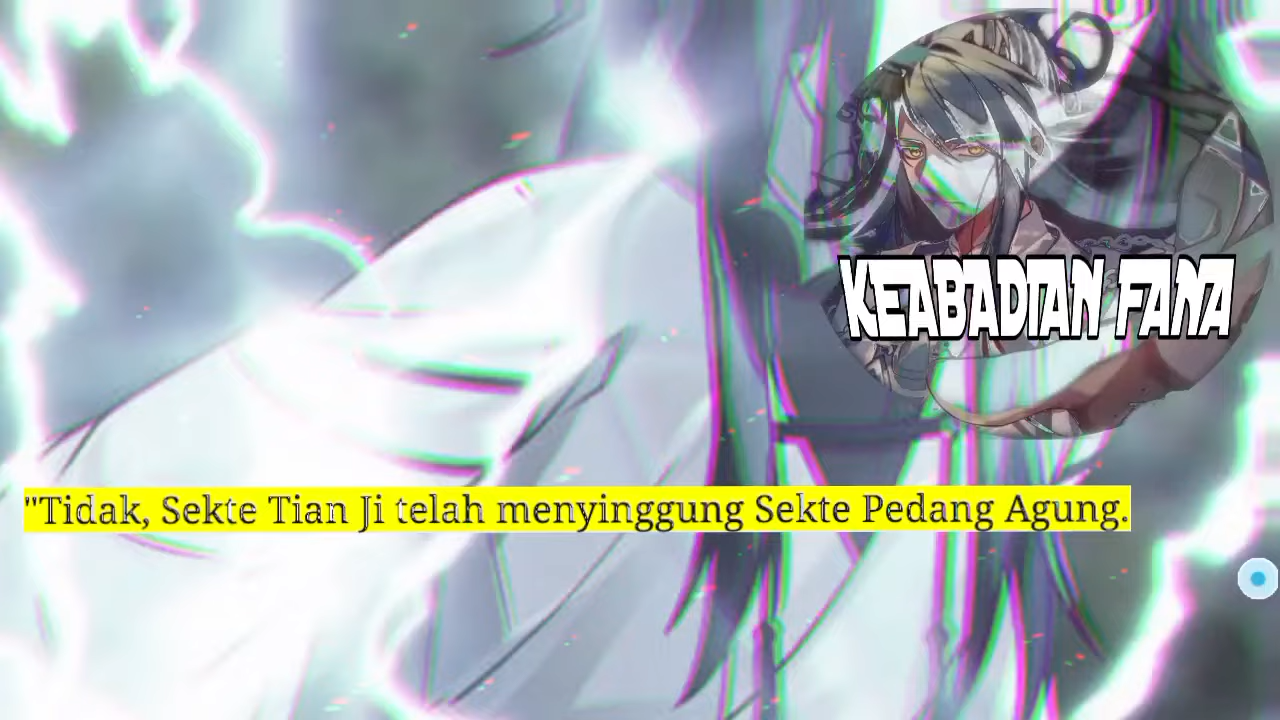 KEABADIAN FANA
"Tidak, Sekte Tian Ji telah menyinggung Sekte Pedang Agung.